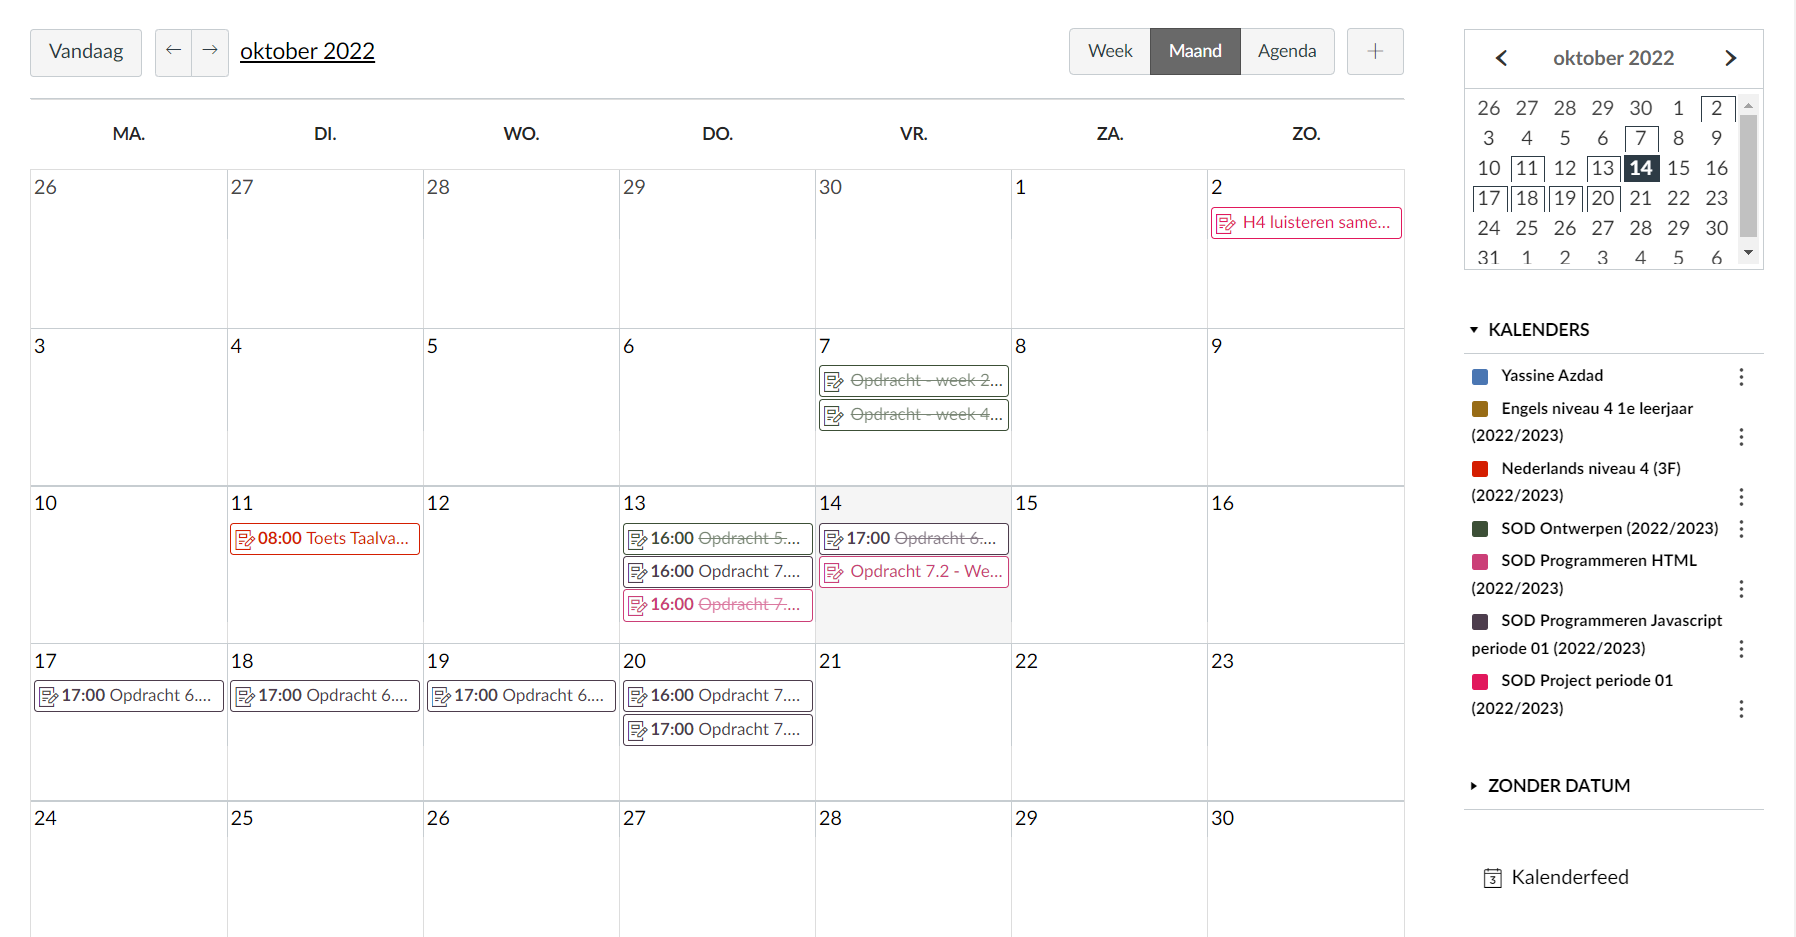 Vandaag ← → oktober 2022 Week Maand Agenda +
MA. DI. WO. DO. VR. ZA. ZO.
26 27 28 29 30 1 2
H4 luisteren same...
3 4 5 6 7 8 9
Opdracht - week 2...
Opdracht - week 4...
10 11 12 13 14 15 16
08:00 Toets Taalva... 16:00 Opdracht 5.... 17:00 Opdracht 6....
16:00 Opdracht 7.... Opdracht 7.2 - We...
16:00 Opdracht 7....
17 18 19 20 21 22 23
17:00 Opdracht 6.... 17:00 Opdracht 6.... 17:00 Opdracht 6.... 16:00 Opdracht 7....
17:00 Opdracht 7....
24 25 26 27 28 29 30
oktober 2022
26 27 28 29 30 1 2
3 4 5 6 7 8 9
10 11 12 13 14 15 16
17 18 19 20 21 22 23
24 25 26 27 28 29 30
31 1 2 3 4 5 6
KALENDERS
Yassine Azdad
Engels niveau 4 1e leerjaar
(2022/2023)
Nederlands niveau 4 (3F)
(2022/2023)
SOD Ontwerpen (2022/2023)
SOD Programmeren HTML
(2022/2023)
SOD Programmeren Javascript
periode 01 (2022/2023)
SOD Project periode 01
(2022/2023)
ZONDER DATUM
3 Kalenderfeed